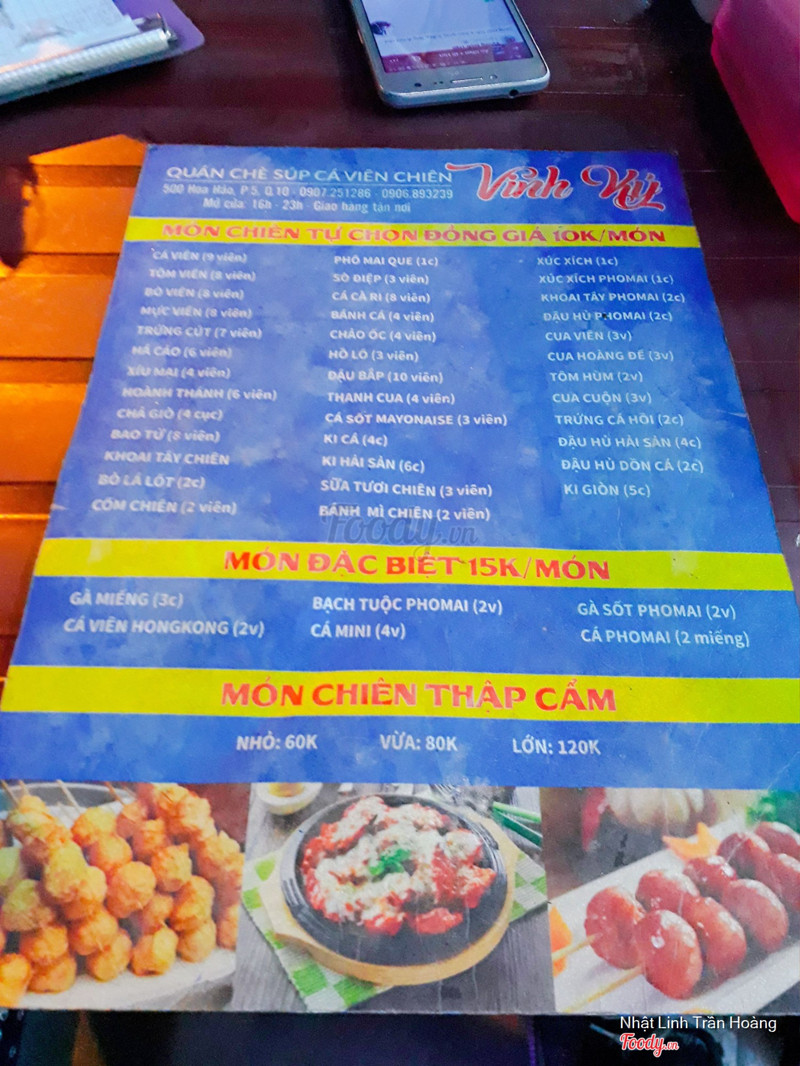 QUÁN CHÈ SÚP CÁ VIÊN CHIÊN
Vĩnh Ký
500 Hoa Hảo, P.5, Q.10 - 0907.251286 - 0906.893239
Mở cửa: 16h - 23h - Giao hàng tận nơi
MÓN CHIÊN TỰ CHỌN ĐỒNG GIÁ 10K/MÓN
CÁ VIÊN (9 viên)
TÔM VIÊN (8 viên)
BÒ VIÊN (8 viên)
MỰC VIÊN (8 viên)
TRỨNG CÚT (7 viên)
HÁ CẢO (6 viên)
XÍU MẠI (4 viên)
HOÀNH THÁNH (6 viên)
CHẢ GIÒ (4 cục)
BAO TỬ (8 viên)
KHOAI TÂY CHIÊN
BÒ LÁ LỐT (2c)
CỐM CHIÊN (2 viên)
PHÔ MAI QUE (1c)
SÒ ĐIỆP (3 viên)
CÁ CÀ RI (8 viên)
BÁNH CÁ (4 viên)
CHẢO ỐC (4 viên)
HỒ LÔ (3 viên)
ĐẬU BẮP (10 viên)
THANH CUA (4 viên)
CÁ SỐT MAYONAISE (3 viên)
KI CÁ (4c)
KI HẢI SẢN (6c)
SỮA TƯƠI CHIÊN (3 viên)
BÁNH MÌ CHIÊN (2 viên)
XÚC XÍCH (1c)
XÚC XÍCH PHOMAI (1c)
KHOAI TÂY PHOMAI (2c)
ĐẬU HỦ PHOMAI (2c)
CUA VIÊN (3v)
CUA HOÀNG ĐẾ (3v)
TÔM HÙM (2v)
CUA CUỘN (3v)
TRỨNG CÁ HỒI (2c)
ĐẬU HỦ HẢI SẢN (4c)
ĐẬU HỦ DỒN CÁ (2c)
KI GIÒN (5c)
Foody.vn
MÓN ĐẶC BIỆT 15K/MÓN
GÀ MIẾNG (3c)
CÁ VIÊN HONGKONG (2v)
BẠCH TUỘC PHOMAI (2v)
CÁ MINI (4v)
GÀ SỐT PHOMAI (2v)
CÁ PHOMAI (2 miếng)
MÓN CHIÊN THẬP CẨM
NHỎ: 60K VỪA: 80K LỚN: 120K
Nhật Linh Trần Hoàng
Foody.vn